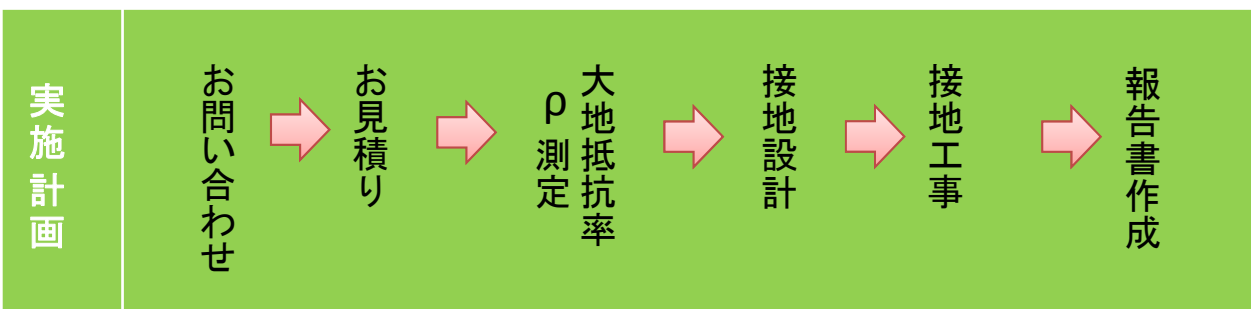 実施計画
お問い合わせ
お見積り
大地抵抗率
ρ測定
接地設計
接地工事
報告書作成